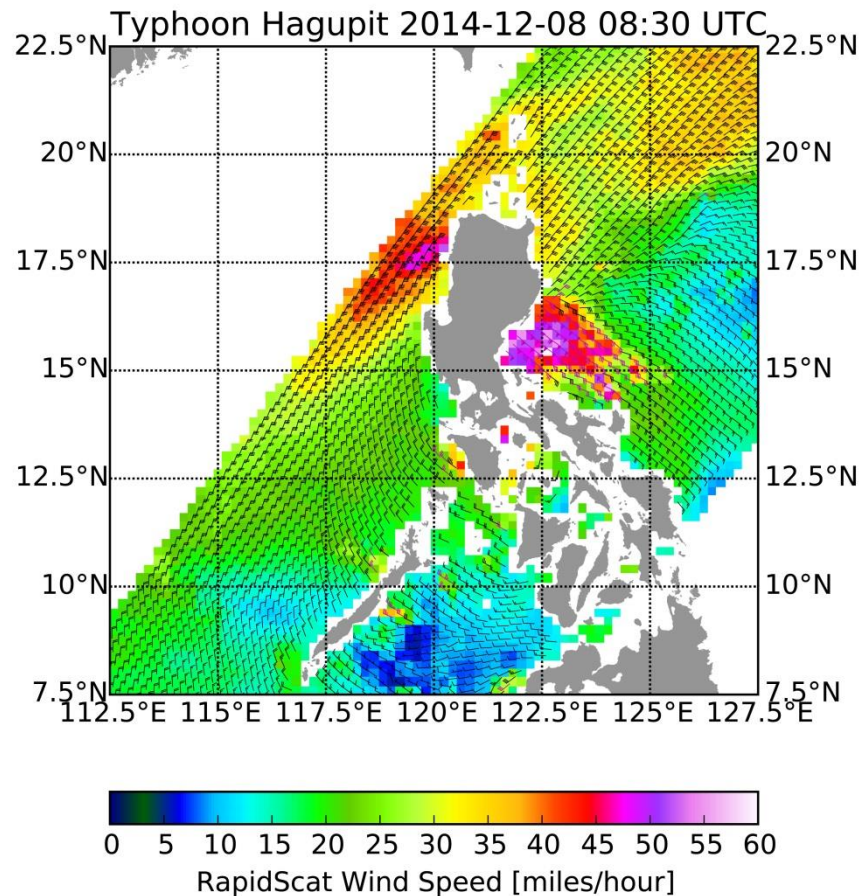 Typhoon Hagupit 2014-12-08 08:30 UTC
22.5°N 22.5°N
20°N 20°N
17.5°N 17.5°N
15°N 15°N
12.5°N 12.5°N
10°N 10°N
7.5°N 7.5°N
112.5°E 115°E 117.5°E 120°E 122.5°E 125°E 127.5°E
0 5 10 15 20 25 30 35 40 45 50 55 60
RapidScat Wind Speed [miles/hour]